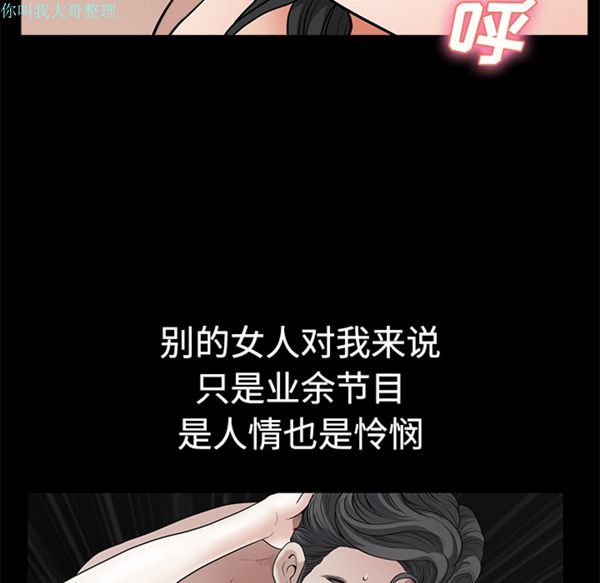 你叫我大哥整理
呼
别的女人对我来说
只是业余节目
是人情也是怜悯